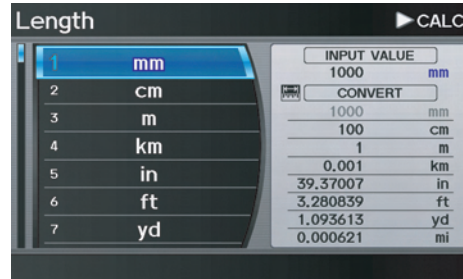 Length
CALC
1 mm
2 cm
3 m
4 km
5 in
6 ft
7 yd
INPUT VALUE
1000 mm
CONVERT
1000 mm
100 cm
1 m
0.001 km
39.37007 in
3.280839 ft
1.093613 yd
0.000621 mi